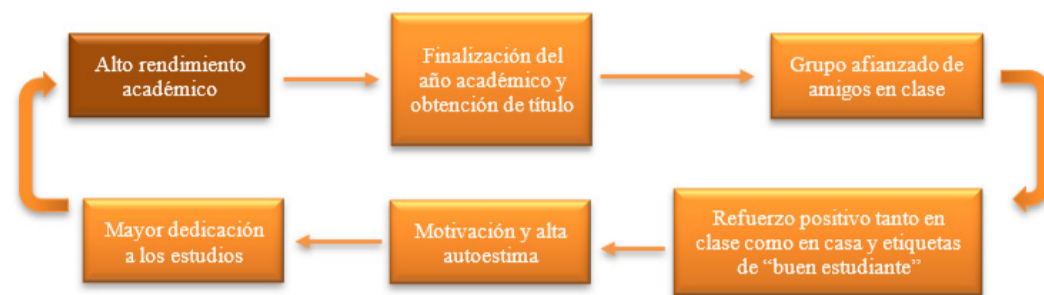 Alto rendimiento
académico
Finalización del
año académico y
obtención de título
Grupo afianzado de
amigos en clase
Refuerzo positivo tanto en
clase como en casa y etiquetas
de “buen estudiante”
Motivación y alta
autoestima
Mayor dedicación
a los estudios